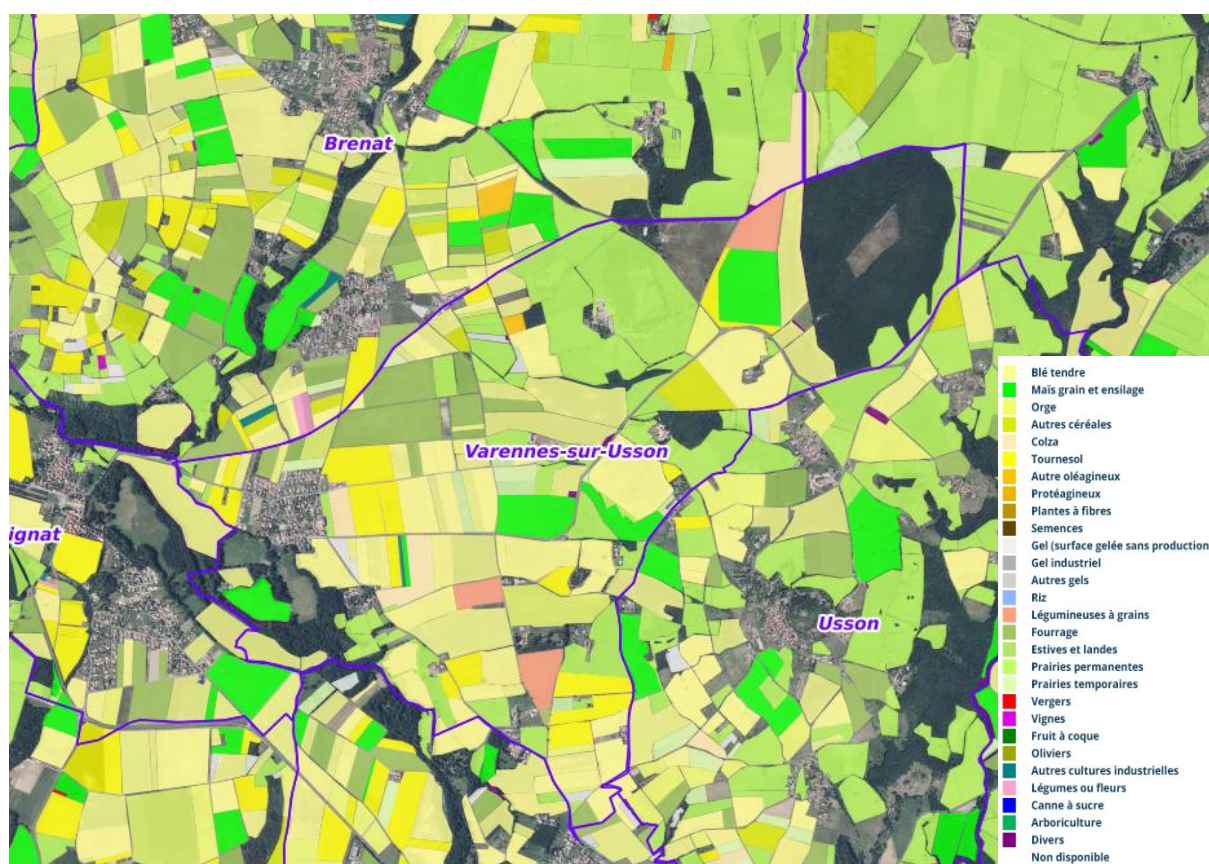 Brenat
Varennes-sur-Usson
ignat
Usson
Blé tendre
Maïs grain et ensilage
Orge
Autres céréales
Colza
Tournesol
Autre oléagineux
Protéagineux
Plantes à fibres
Semences
Gel (surface gelée sans production
Gel industriel
Autres gels
Riz
Légumineuses à grains
Fourrage
Estives et landes
Prairies permanentes
Prairies temporaires
Vergers
Vignes
Fruit à coque
Oliviers
Autres cultures industrielles
Légumes ou fleurs
Canne à sucre
Arboriculture
Divers
Non disponible